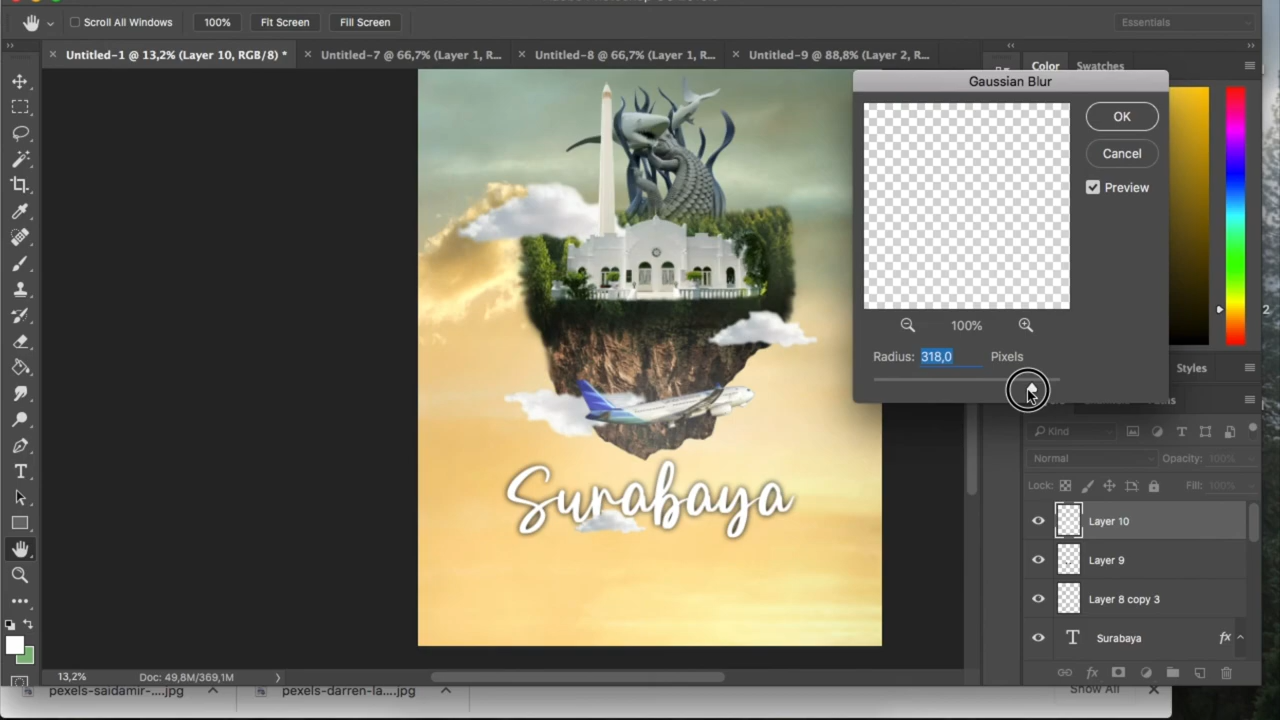 Scroll All Windows 100% Fit Screen Fill Screen Essentials
Untitled-1 @ 13,2% (Layer 10, RGB/8) * Untitled-7 @ 66,7% (Layer 1, R... Untitled-8 @ 66,7% (Layer 1, R... Untitled-9 @ 88,8% (Layer 2, R...
Color Swatches
Gaussian Blur
OK
Cancel
Preview
100%
Radius: 318,0 Pixels
2
Styles
Kind
Normal Opacity: 100%
Lock: Fill: 100%
Layer 10
Layer 9
Layer 8 copy 3
Surabaya fx
Surabaya
13,2% Doc: 49,8M/369,1M
pexels-saidamir-....jpg pexels-darren-la....jpg Show All